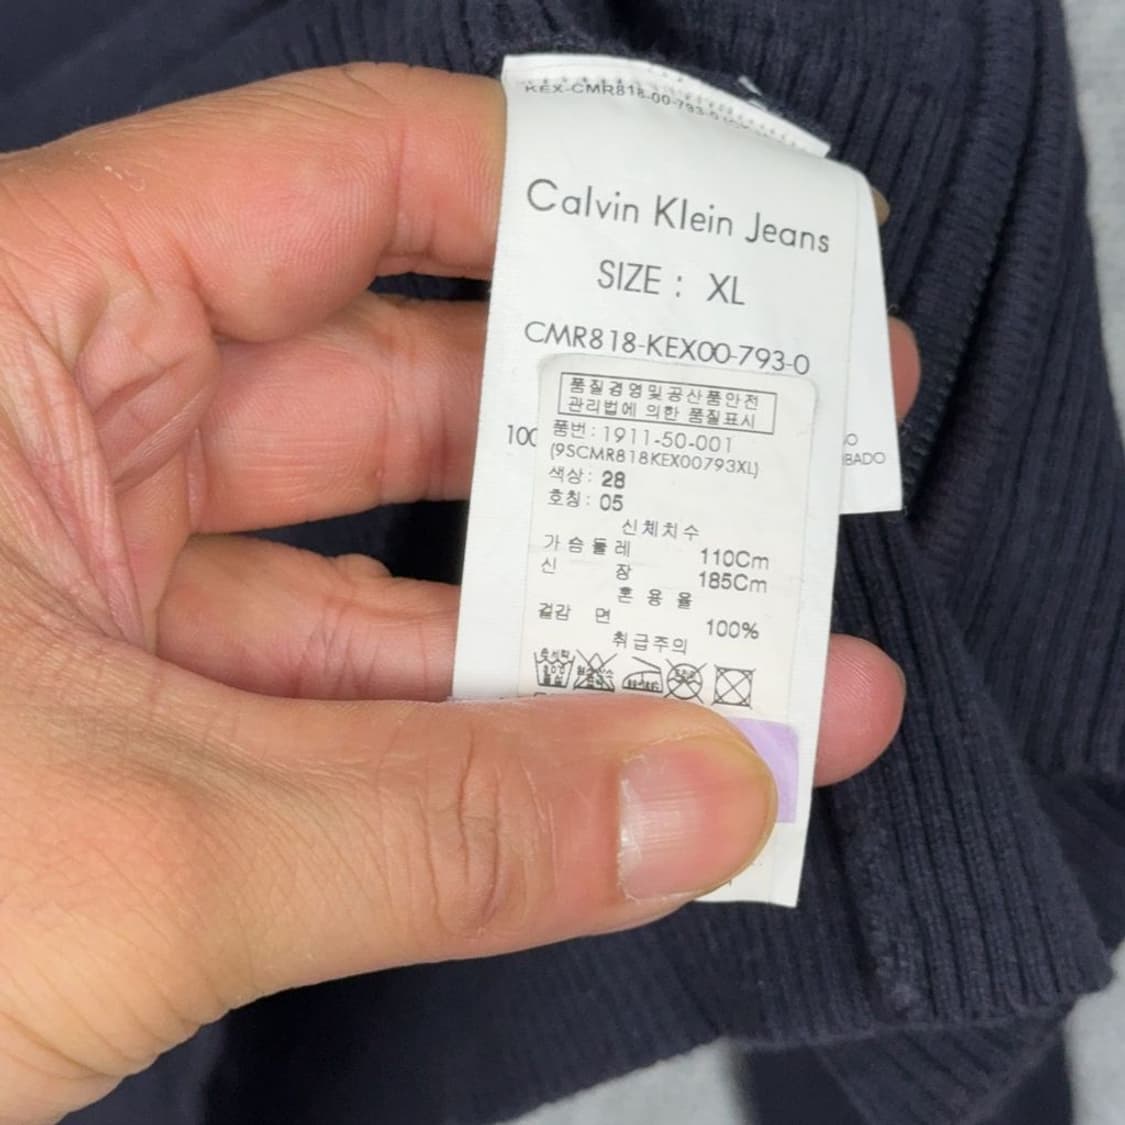 KEX-CMR818-00-793-0
Calvin Klein Jeans
SIZE : XL
CMR818-KEX00-793-0
품질경영및공산품안전
관리법에 의한 품질표시
100
품번: 1911-50-001
(9SCMR818KEX00793XL)
BADO
색상: 28
호칭: 05
신체치수
가슴둘레 110Cm
신 장 185Cm
혼 용 율
겉감 면 100%
취급주의